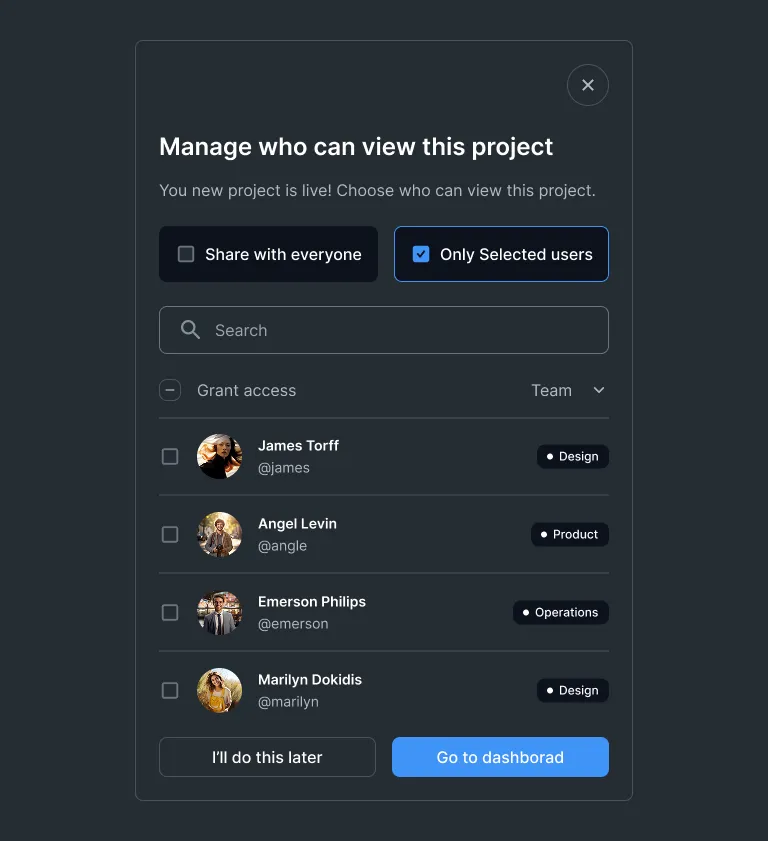 Manage who can view this project
You new project is live! Choose who can view this project.
Share with everyone
Only Selected users
Search
Grant access
Team
James Torff
@james
Design
Angel Levin
@angle
Product
Emerson Philips
@emerson
Operations
Marilyn Dokidis
@marilyn
Design
I'll do this later
Go to dashborad